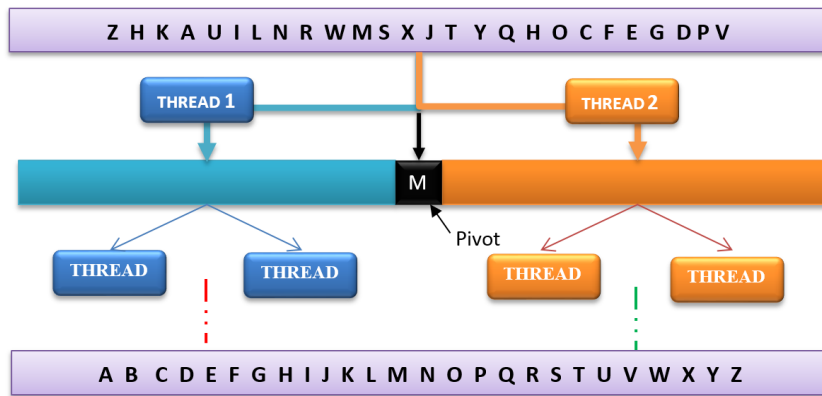 Z H K A U I L N R W M S X J T Y Q H O C F E G D P V
THREAD 1
THREAD 2
M
Pivot
THREAD
THREAD
THREAD
THREAD
A B C D E F G H I J K L M N O P Q R S T U V W X Y Z